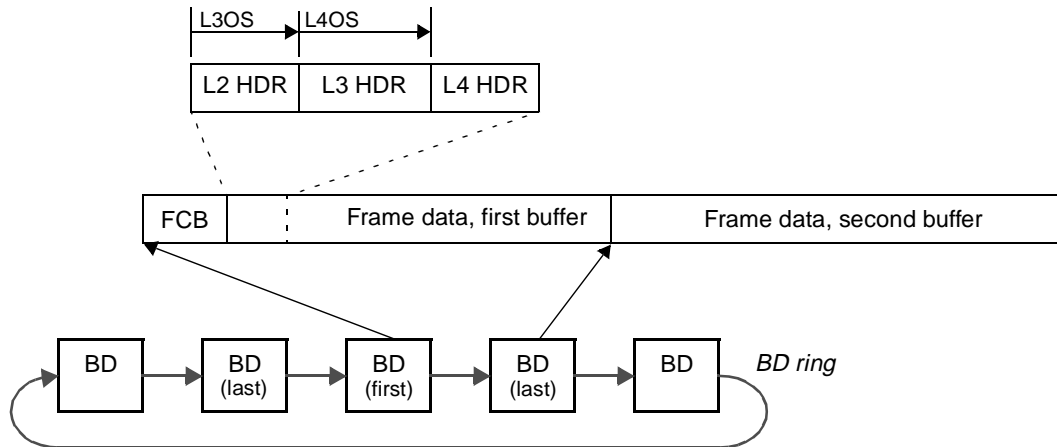 L3OS L4OS
L2 HDR L3 HDR L4 HDR
FCB Frame data, first buffer Frame data, second buffer
BD BD (last) BD (first) BD (last) BD BD ring